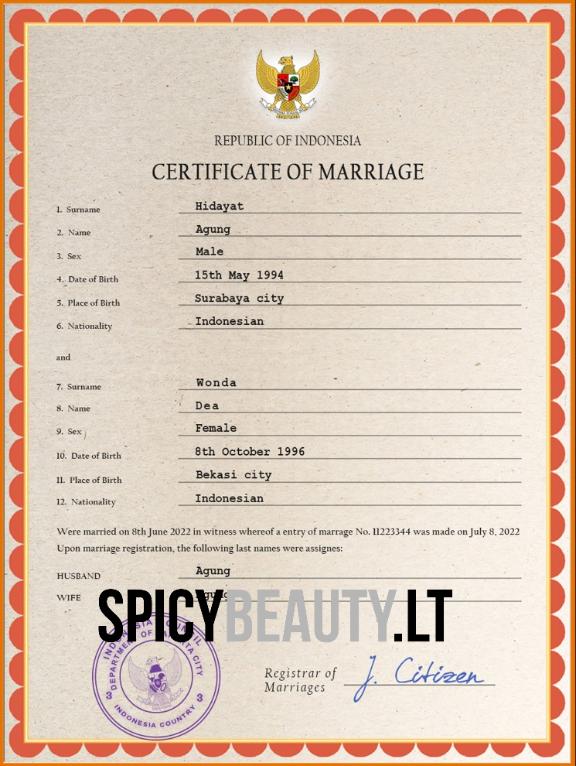 REPUBLIC OF INDONESIA
CERTIFICATE OF MARRIAGE
1. Surname Hidayat
2. Name Agung
3. Sex Male
4. Date of Birth 15th May 1994
5. Place of Birth Surabaya city
6. Nationality Indonesian
and
7. Surname Wonda
8. Name Dea
9. Sex Female
10. Date of Birth 8th October 1996
11. Place of Birth Bekasi city
12. Nationality Indonesian
Were married on 8th June 2022 in witness whereof a entry of marrage No. II223344 was made on July 8, 2022
Upon marriage registration, the following last names were assignes:
HUSBAND Agung
WIFE
SPICYBEAUTY.LT
DEPARTMENT OF CITY
3 3
INDONESIA COUNTRY
Registrar of J. Citizen
Marriages